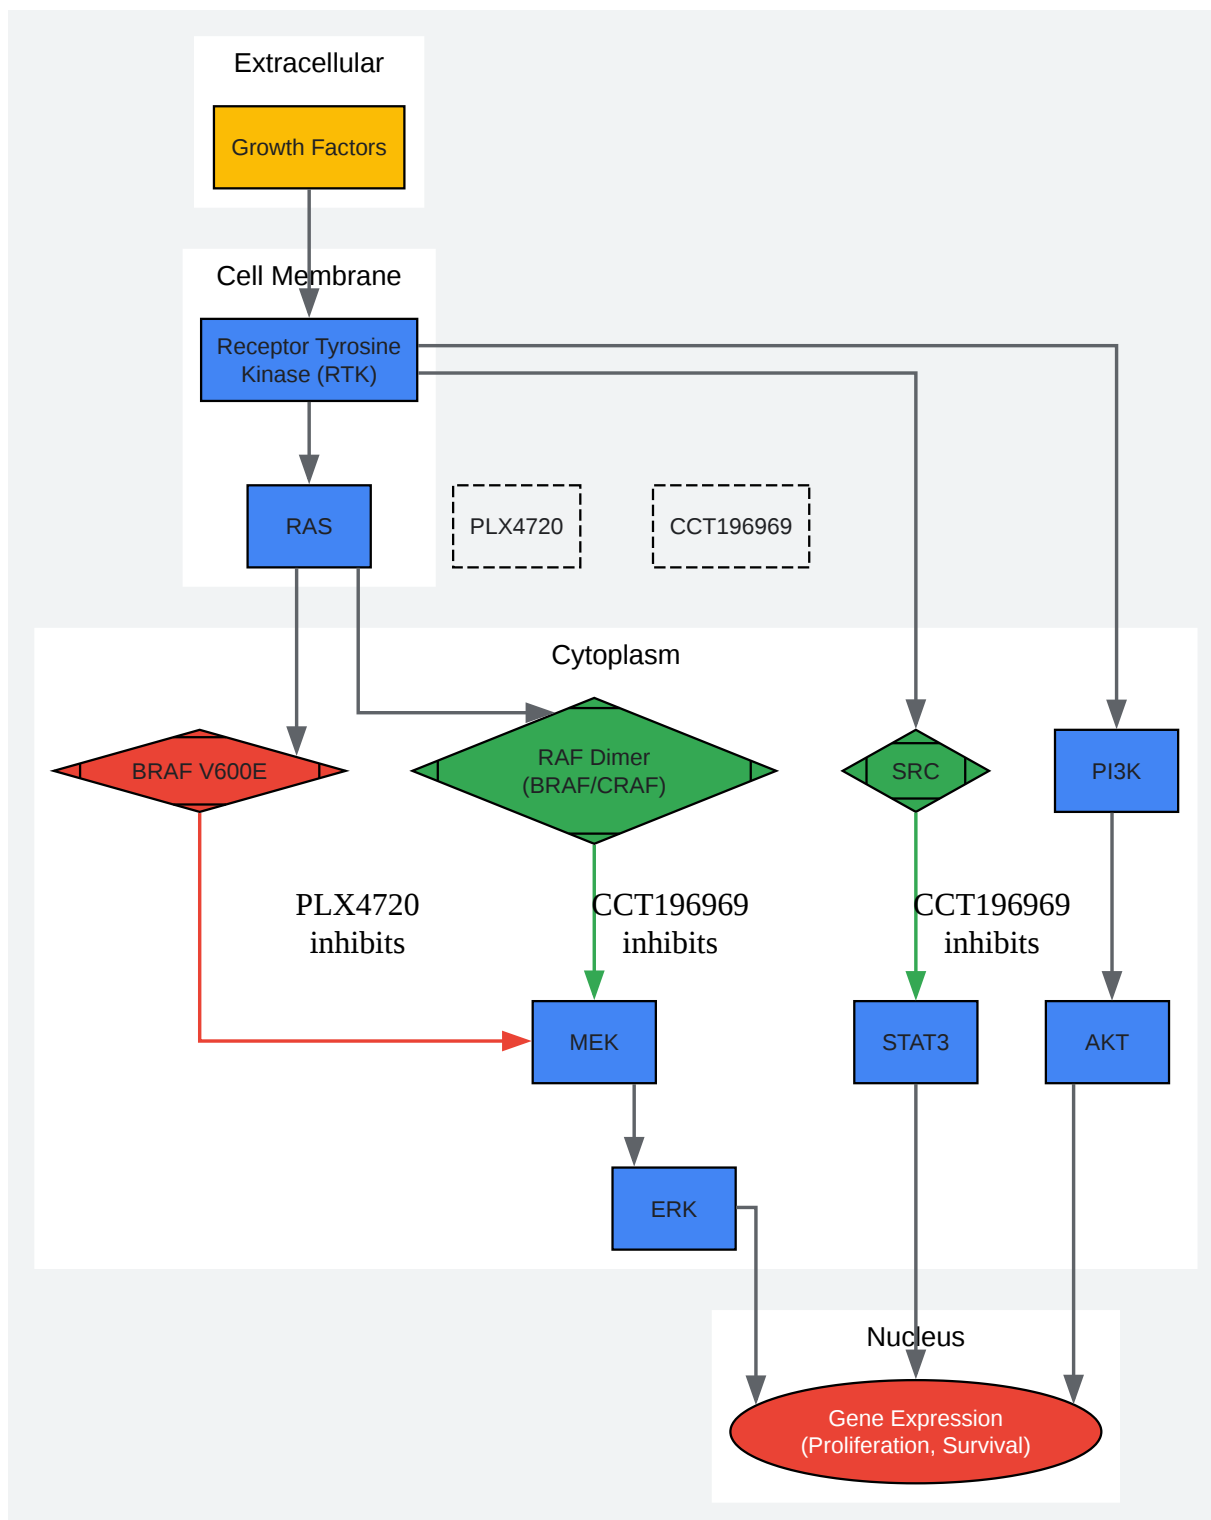 Extracellular
Growth Factors
Cell Membrane
Receptor Tyrosine
Kinase (RTK)
RAS
PLX4720
CCT196969
Cytoplasm
BRAF V600E
RAF Dimer
(BRAF/CRAF)
SRC
PI3K
PLX4720
inhibits
CCT196969
inhibits
CCT196969
inhibits
MEK
STAT3
AKT
ERK
Nucleus
Gene Expression
(Proliferation, Survival)